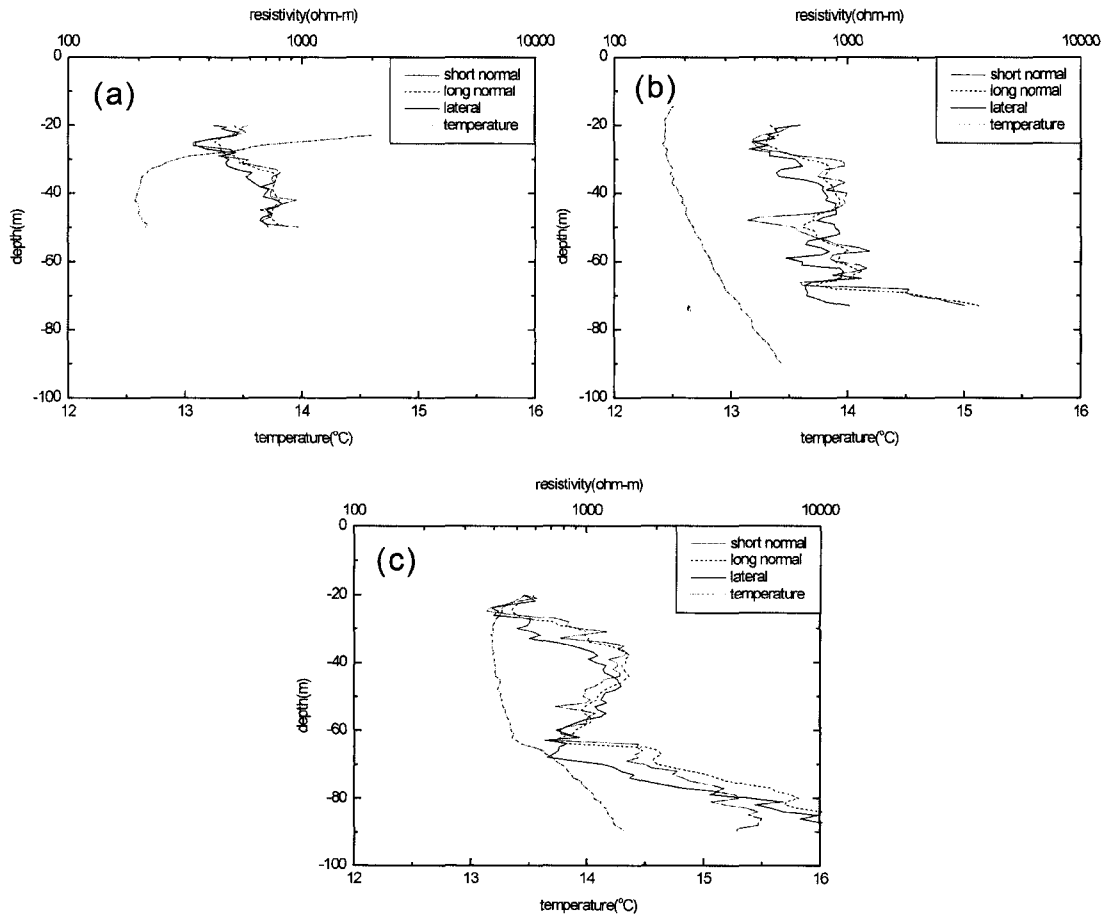 resistivity(ohm-m)
100 1000 10000
(a)
short normal
long normal
lateral
temperature
0
-20
-40
-60
-80
-100
depth(m)
12 13 14 15 16
temperature(°C)
resistivity(ohm-m)
100 1000 10000
(b)
short normal
long normal
lateral
temperature
0
-20
-40
-60
-80
-100
depth(m)
12 13 14 15 16
temperature(°C)
resistivity(ohm-m)
100 1000 10000
(c)
short normal
long normal
lateral
temperature
0
-20
-40
-60
-80
-100
depth(m)
12 13 14 15 16
temperature(°C)